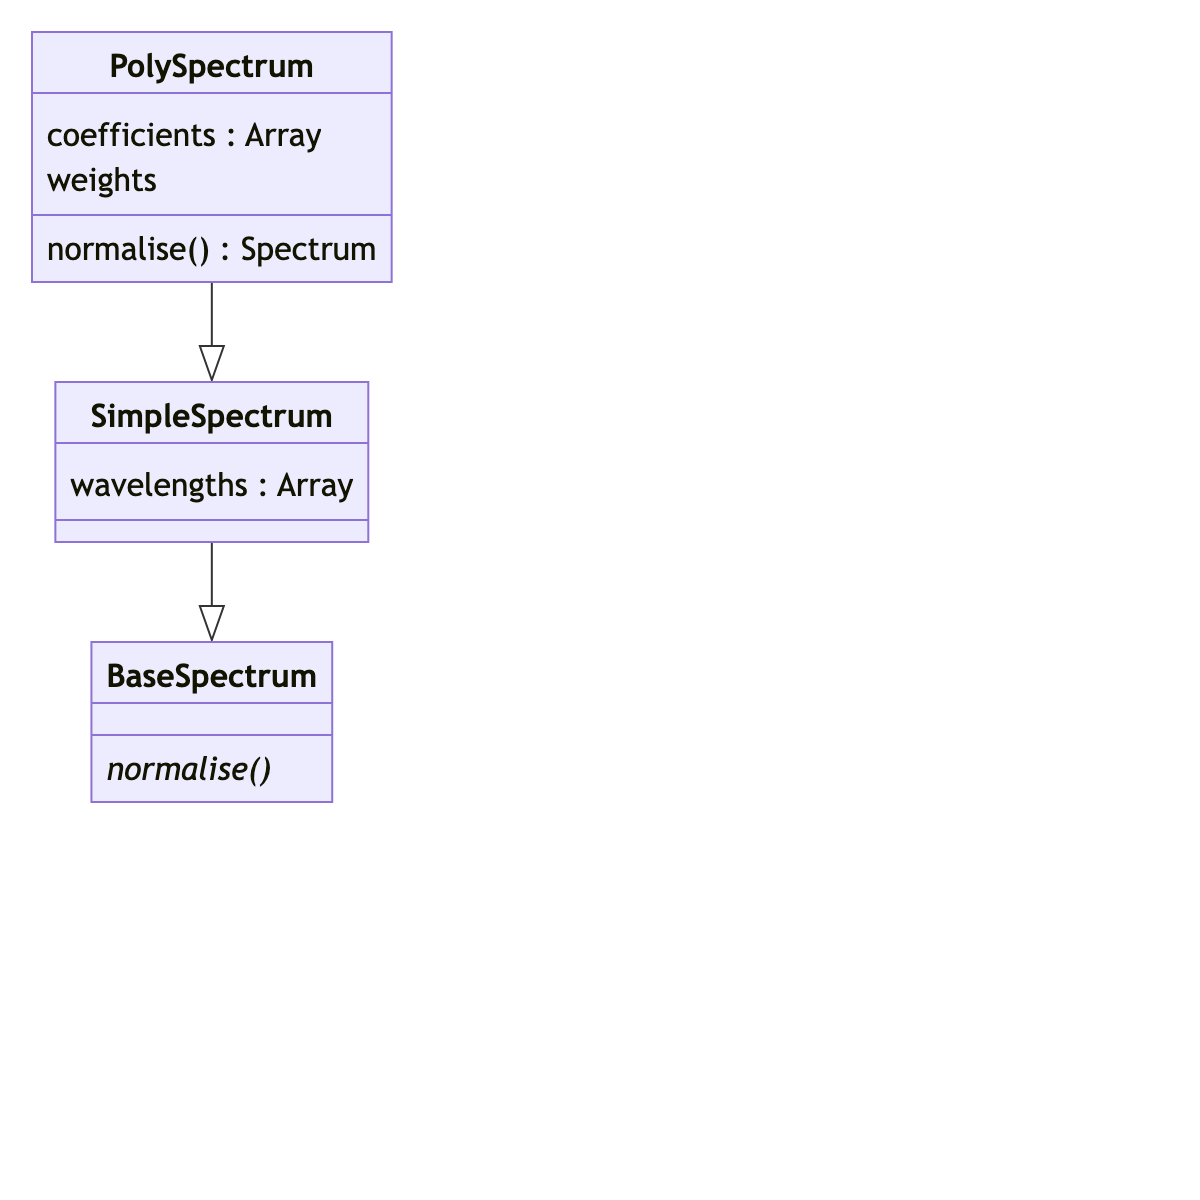 PolySpectrum
coefficients : Array
weights
normalise() : Spectrum
SimpleSpectrum
wavelengths : Array
BaseSpectrum
normalise()